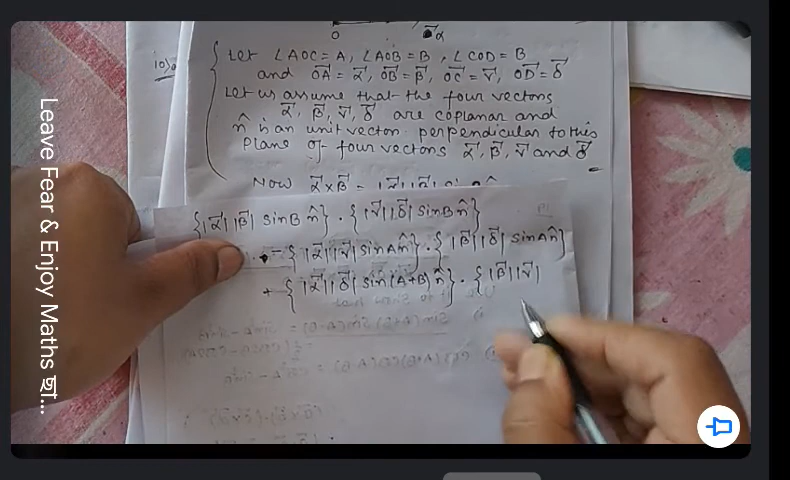 O
α⃗
10)a
Let ∠AOC = A, ∠AOB = B, ∠COD = B
and OA⃗ = α⃗, OB⃗ = β⃗, OC⃗ = γ⃗, OD⃗ = δ⃗
Let us assume that the four vectors
α⃗, β⃗, γ⃗, δ⃗ are coplanar and
n̂ is an unit vector perpendicular to this
plane of four vectors α⃗, β⃗, γ⃗ and δ⃗
Now α⃗×β⃗ = |α⃗||β⃗|
{|α⃗||β⃗| sinB n̂} · {|γ⃗||δ⃗| sinB n̂}
- {|α⃗||γ⃗| sinA n̂} · {|β⃗||δ⃗| sinA n̂}
+ {|α⃗||δ⃗| sin(A+B) n̂} · {|β⃗||γ⃗|
Leave Fear & Enjoy Maths ছা...